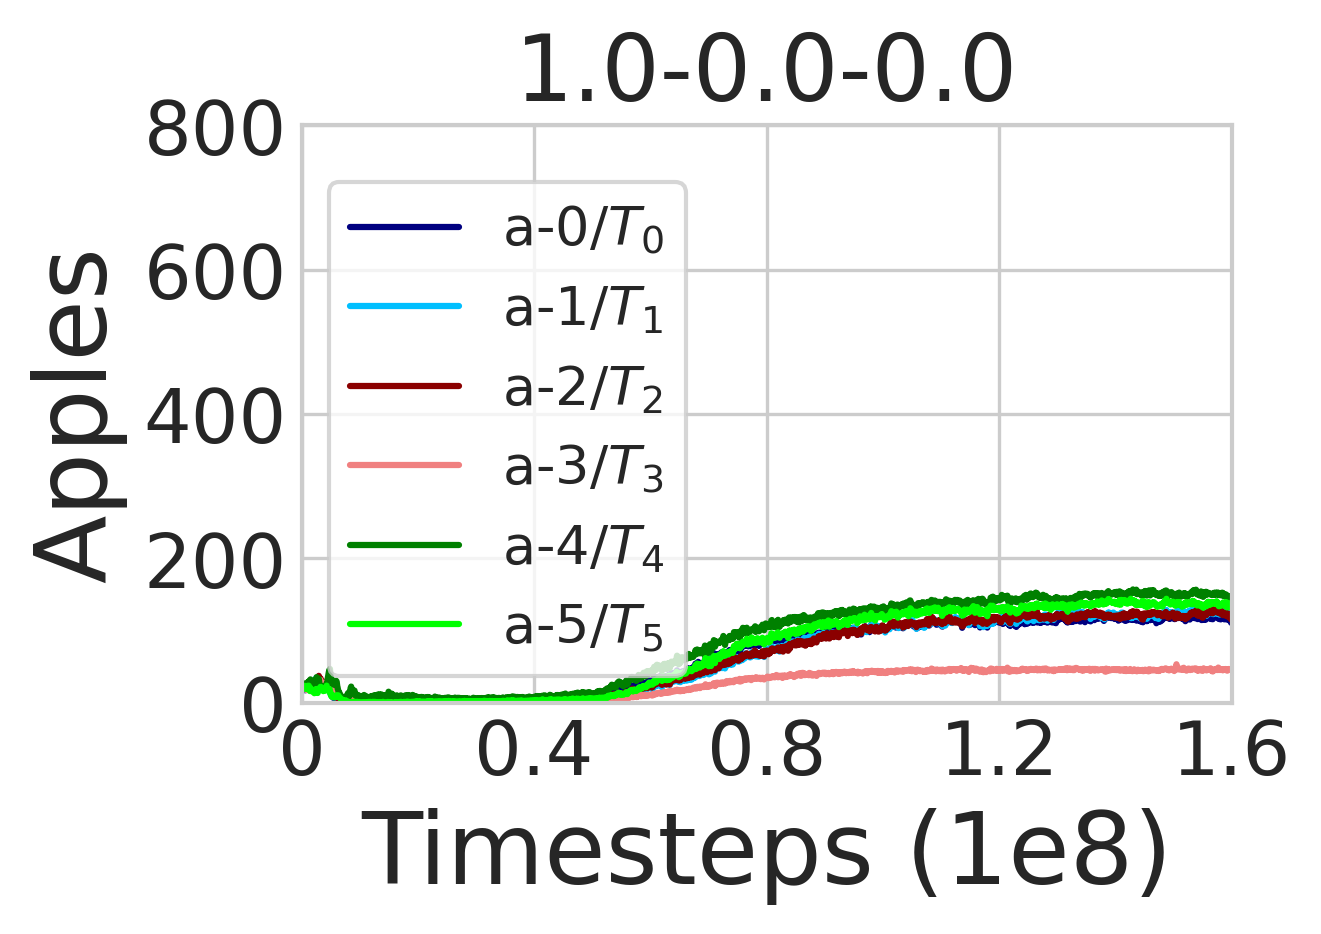 1.0-0.0-0.0
800
600
400
200
0
Apples
a-0/T₀
a-1/T₁
a-2/T₂
a-3/T₃
a-4/T₄
a-5/T₅
0 0.4 0.8 1.2 1.6
Timesteps (1e8)